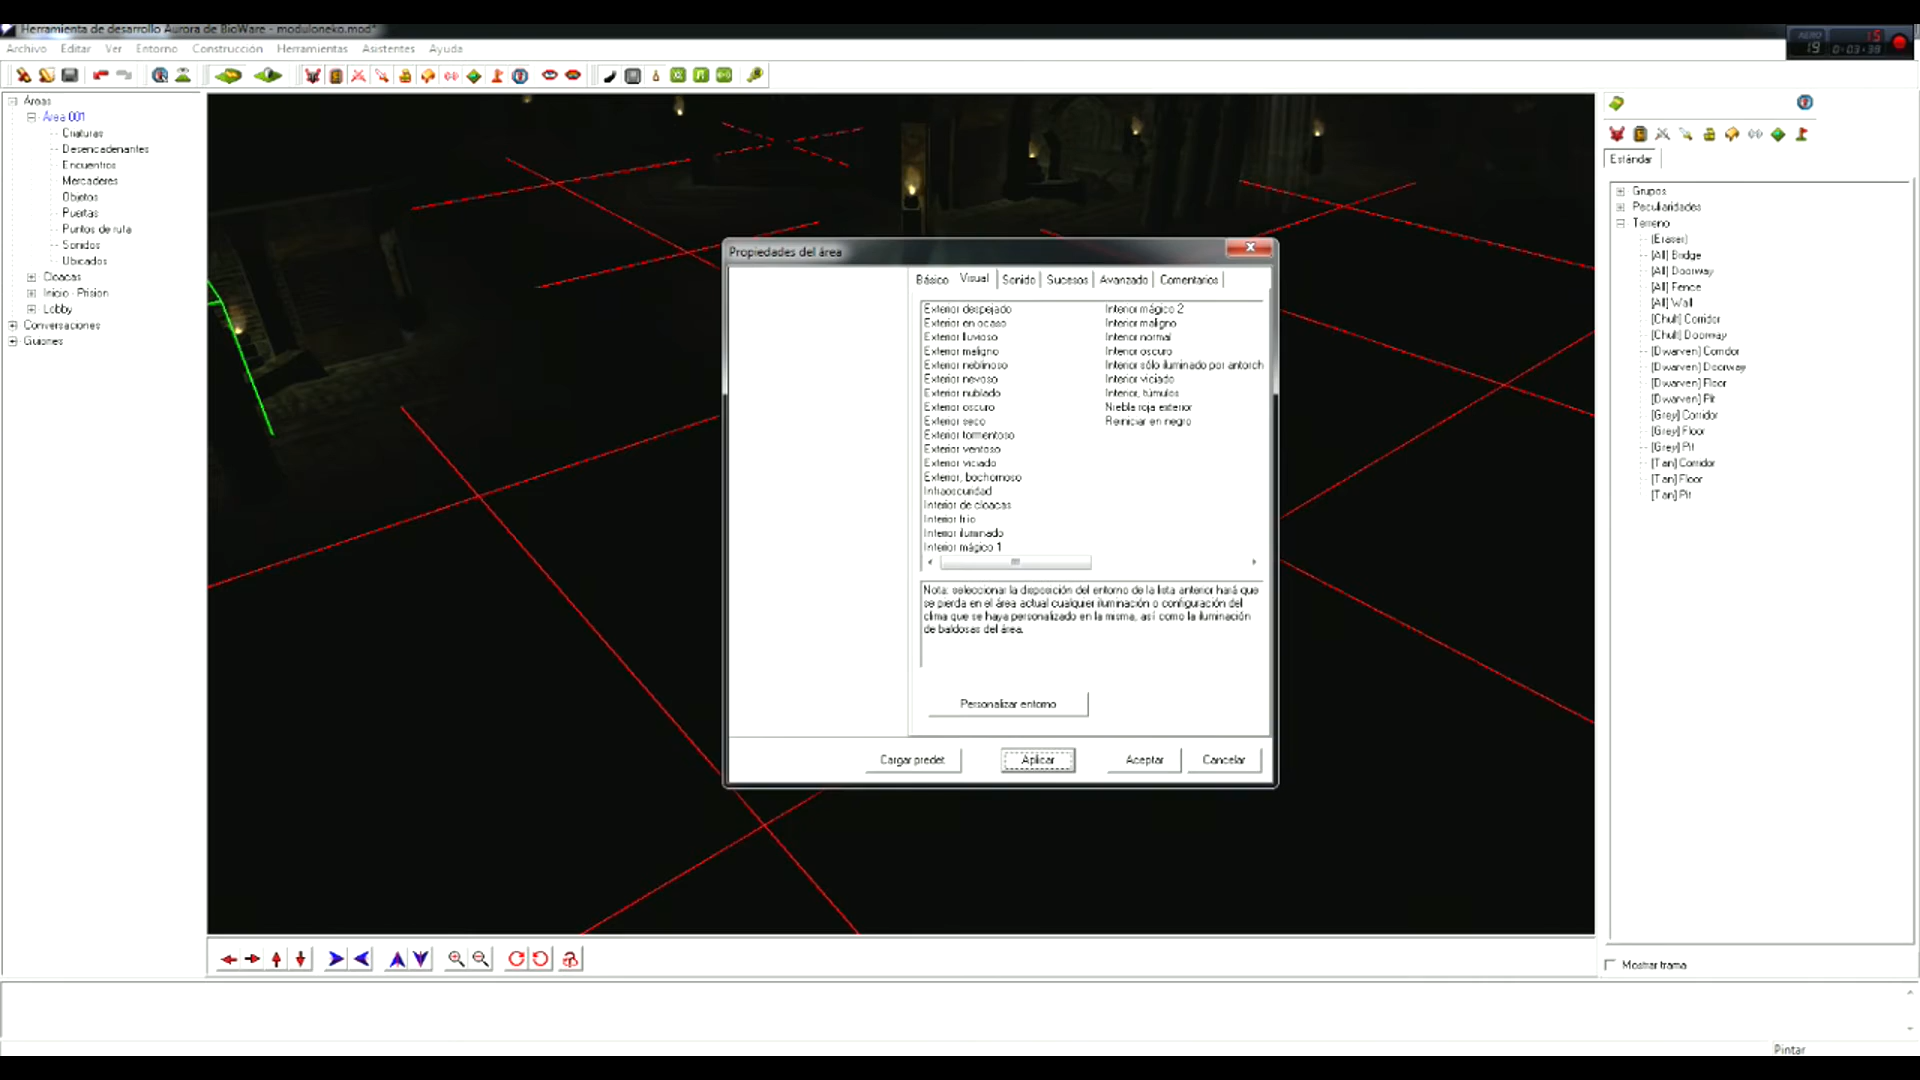 Herramienta de desarrollo Aurora de BioWare - moduloneko.mod*
Archivo Editar Ver Entorno Construcción Herramientas Asistentes Ayuda
AERO 15
19 0:03:38
Áreas
Área 001
Criaturas
Desencadenantes
Encuentros
Mercaderes
Objetos
Puertas
Puntos de ruta
Sonidos
Ubicados
Cloacas
Inicio - Prision
Lobby
Conversaciones
Guiones
Propiedades del área
Básico Visual Sonido Sucesos Avanzado Comentarios
Exterior despejado
Exterior en ocaso
Exterior lluvioso
Exterior maligno
Exterior neblinoso
Exterior nevoso
Exterior nublado
Exterior oscuro
Exterior seco
Exterior tormentoso
Exterior ventoso
Exterior viciado
Exterior, bochornoso
Infraoscuridad
Interior de cloacas
Interior frío
Interior iluminado
Interior mágico 1
Interior mágico 2
Interior maligno
Interior normal
Interior oscuro
Interior sólo iluminado por antorch
Interior viciado
Interior, túmulos
Niebla roja exterior
Reiniciar en negro
Nota: seleccionar la disposición del entorno de la lista anterior hará que
se pierda en el área actual cualquier iluminación o configuración del
clima que se haya personalizado en la misma, así como la iluminación
de baldosas del área.
Personalizar entorno
Cargar predet. Aplicar Aceptar Cancelar
Estándar
Grupos
Peculiaridades
Terreno
(Eraser)
[All] Bridge
[All] Doorway
[All] Fence
[All] Wall
[Chult] Corridor
[Chult] Doorway
[Dwarven] Corridor
[Dwarven] Doorway
[Dwarven] Floor
[Dwarven] Pit
[Grey] Corridor
[Grey] Floor
[Grey] Pit
[Tan] Corridor
[Tan] Floor
[Tan] Pit
Mostrar trama
Pintar